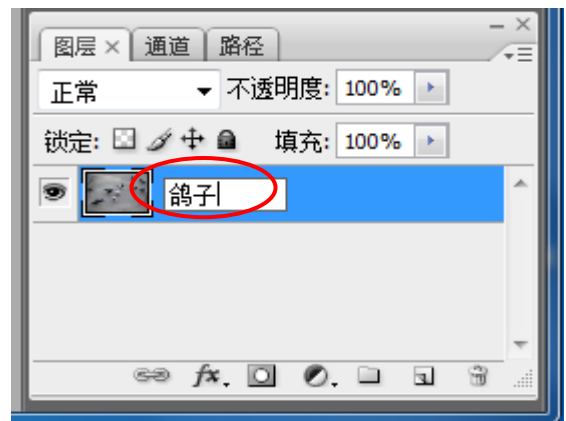 图层 × 通道 路径
正常 不透明度: 100%
锁定: 填充: 100%
鸽子
fx.